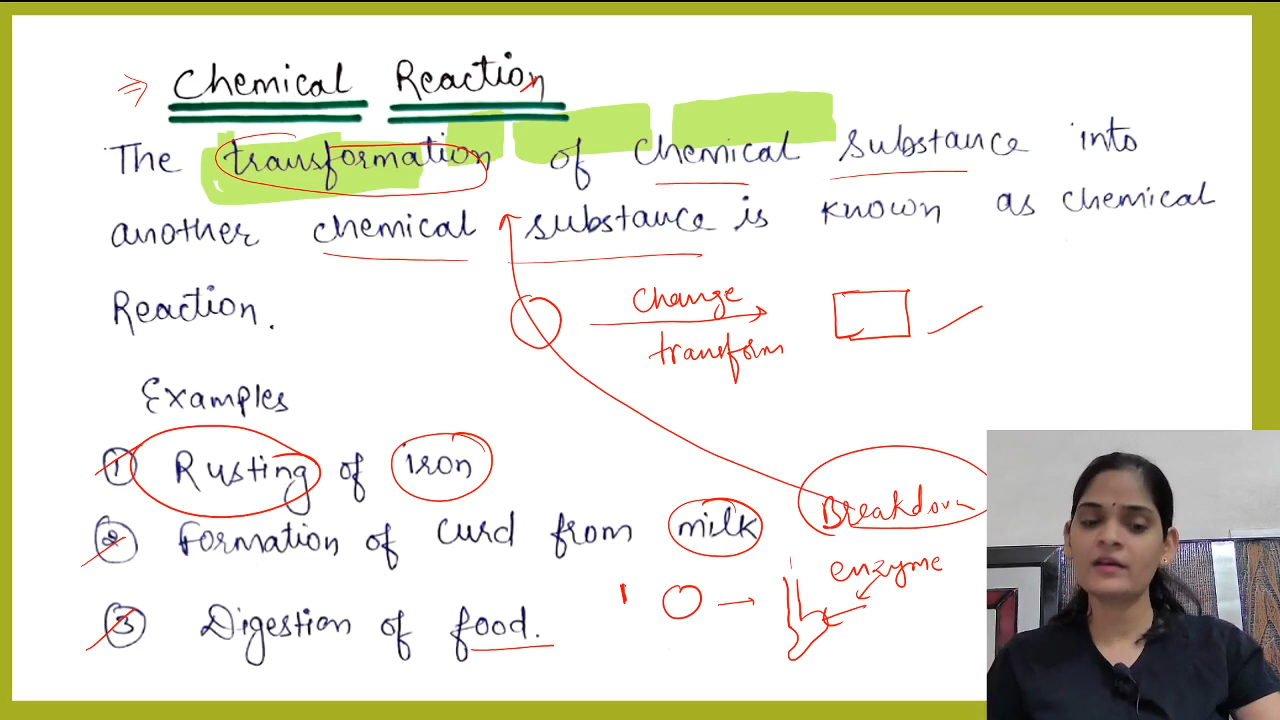 Chemical Reaction
The transformation of chemical substance into
another chemical substance is known as chemical
Reaction.
Change
transform
Examples
① Rusting of iron
② Formation of curd from milk
③ Digestion of food.
Breakdown
enzyme